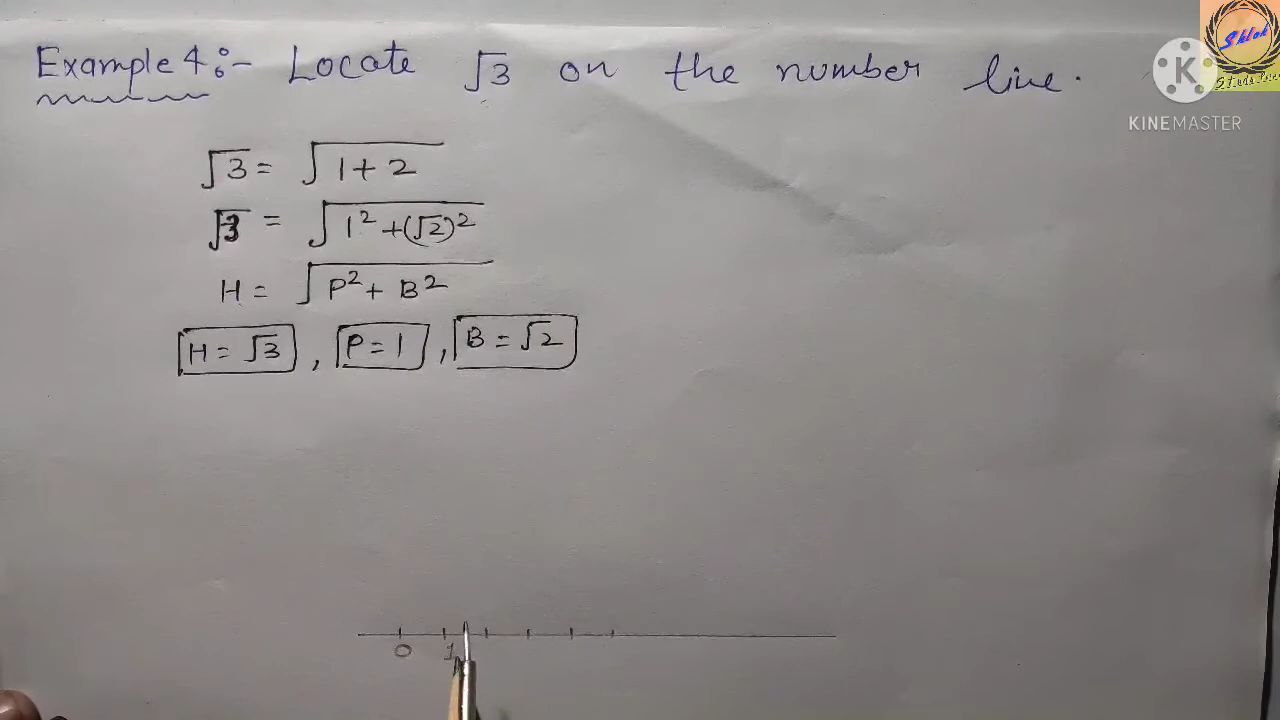 Example 4:- Locate √3 on the number line.
√3 = √1+2
√3 = √1²+(√2)²
H = √P²+ B²
H = √3 , P = 1 , B = √2
0 1
Shlok
K
KINEMASTER